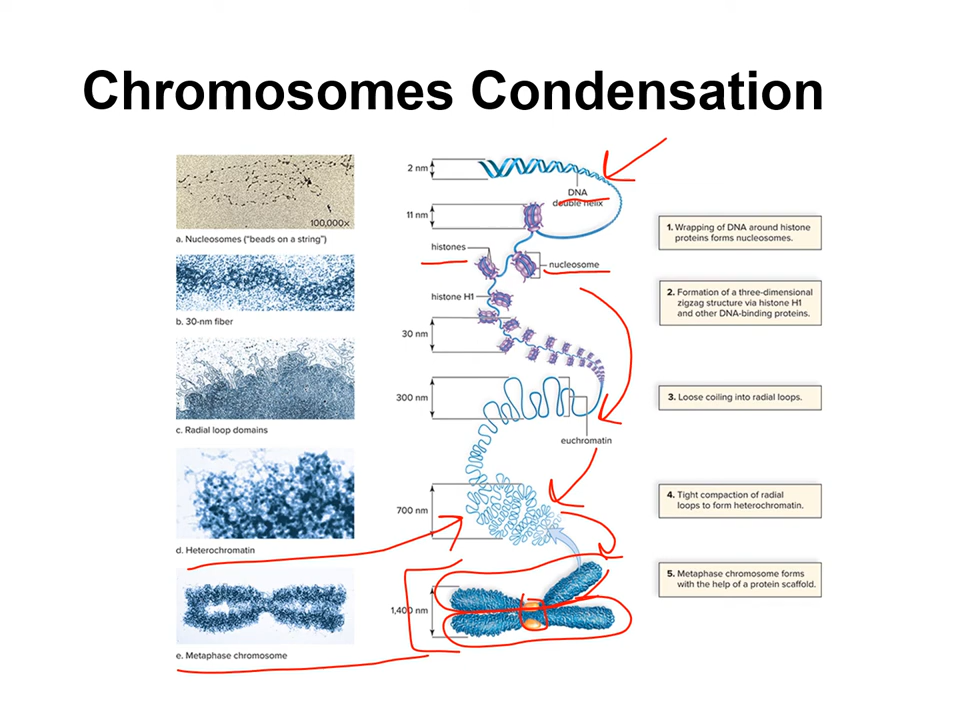 Chromosomes Condensation
100,000x
a. Nucleosomes ("beads on a string")
b. 30-nm fiber
c. Radial loop domains
d. Heterochromatin
e. Metaphase chromosome
2 nm
DNA
double helix
11 nm
histones
nucleosome
histone H1
30 nm
300 nm
euchromatin
700 nm
1,400 nm
1. Wrapping of DNA around histone
proteins forms nucleosomes.
2. Formation of a three-dimensional
zigzag structure via histone H1
and other DNA-binding proteins.
3. Loose coiling into radial loops.
4. Tight compaction of radial
loops to form heterochromatin.
5. Metaphase chromosome forms
with the help of a protein scaffold.